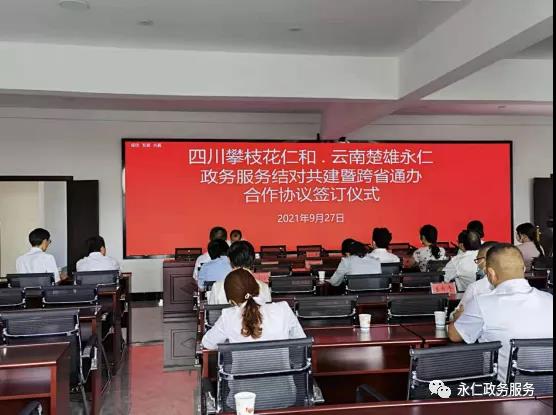 四川攀枝花仁和.云南楚雄永仁
政务服务结对共建暨跨省通办
合作协议签订仪式
2021年9月27日
永仁政务服务